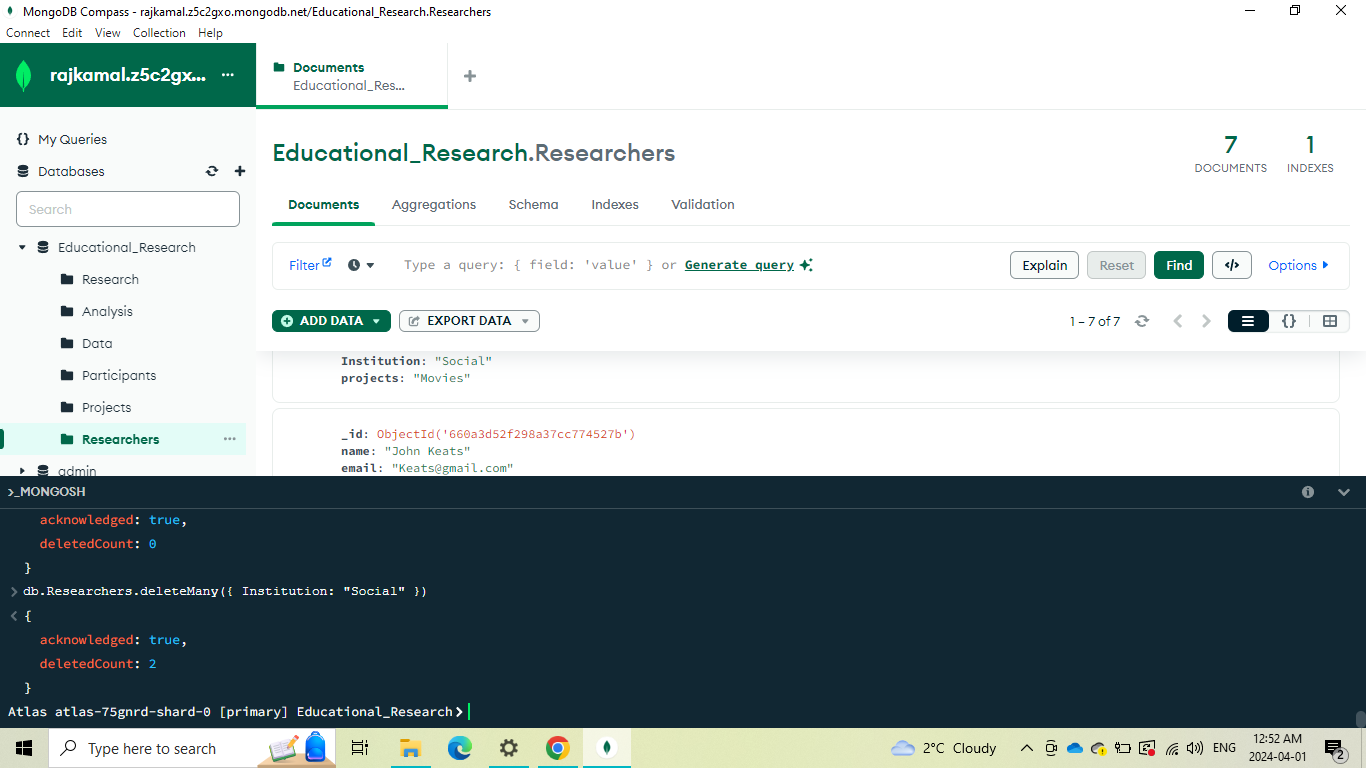 MongoDB Compass - rajkamal.z5c2gxo.mongodb.net/Educational_Research.Researchers
Connect Edit View Collection Help
rajkamal.z5c2gx... ...
Documents
Educational_Res...
+
{} My Queries
Databases
Search
Educational_Research
Research
Analysis
Data
Participants
Projects
Researchers ...
admin
Educational_Research.Researchers
7
DOCUMENTS
1
INDEXES
Documents Aggregations Schema Indexes Validation
Filter Type a query: { field: 'value' } or Generate query Explain Reset Find </> Options
ADD DATA EXPORT DATA 1 – 7 of 7 {}
Institution: "Social"
projects: "Movies"
_id: ObjectId('660a3d52f298a37cc774527b')
name: "John Keats"
email: "Keats@gmail.com"
>_MONGOSH
acknowledged: true,
deletedCount: 0
}
> db.Researchers.deleteMany({ Institution: "Social" })
< {
acknowledged: true,
deletedCount: 2
}
Atlas atlas-75gnrd-shard-0 [primary] Educational_Research>
Type here to search
2°C Cloudy
ENG
12:52 AM
2024-04-01
2